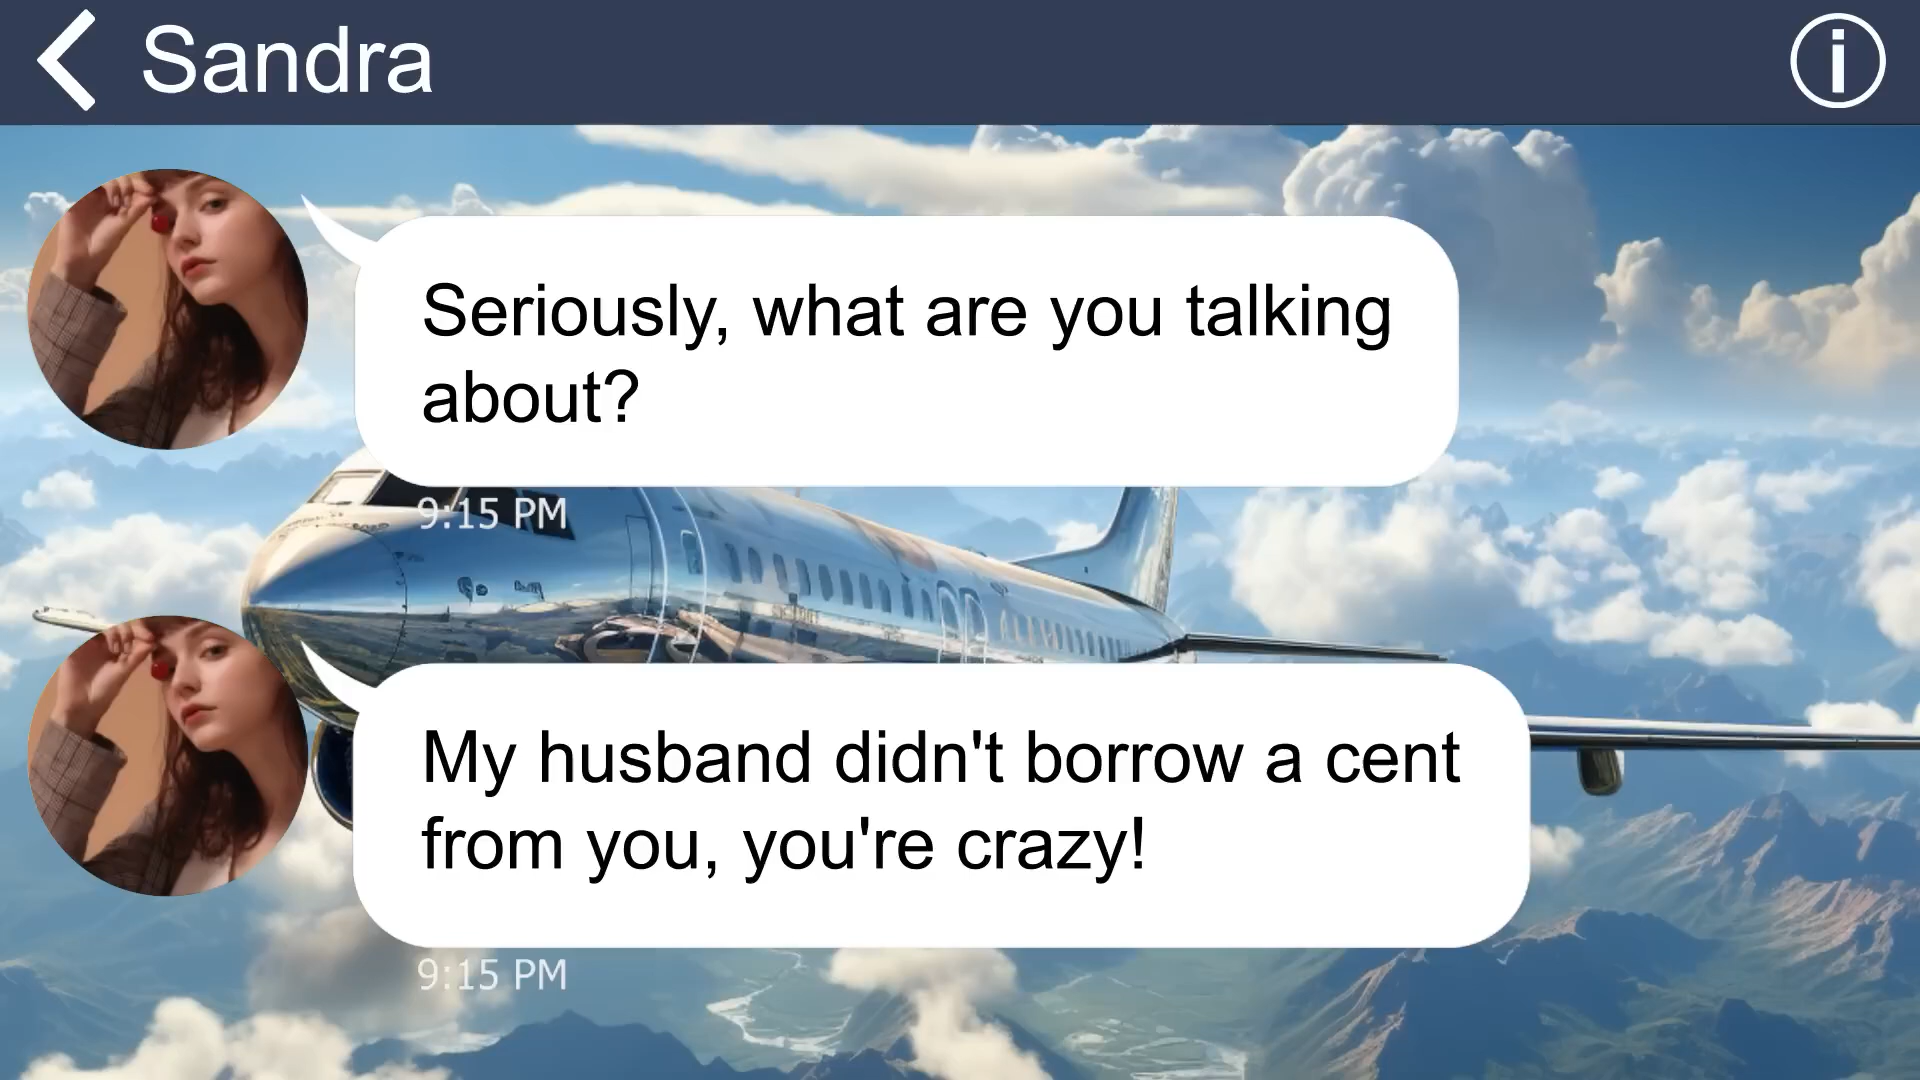 Sandra
Seriously, what are you talking
about?
9:15 PM
My husband didn't borrow a cent
from you, you're crazy!
9:15 PM